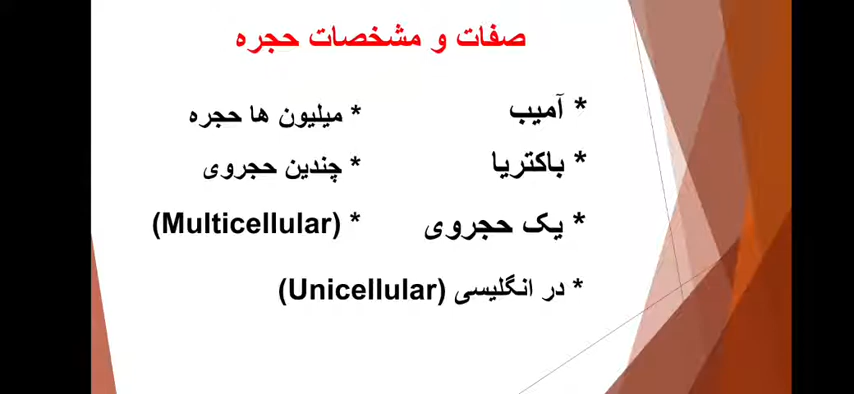 صفات و مشخصات حجره
* آمیب
* باکتریا
* یک حجروی
* در انگلیسی (Unicellular)
* میلیون ها حجره
* چندین حجروی
* (Multicellular)